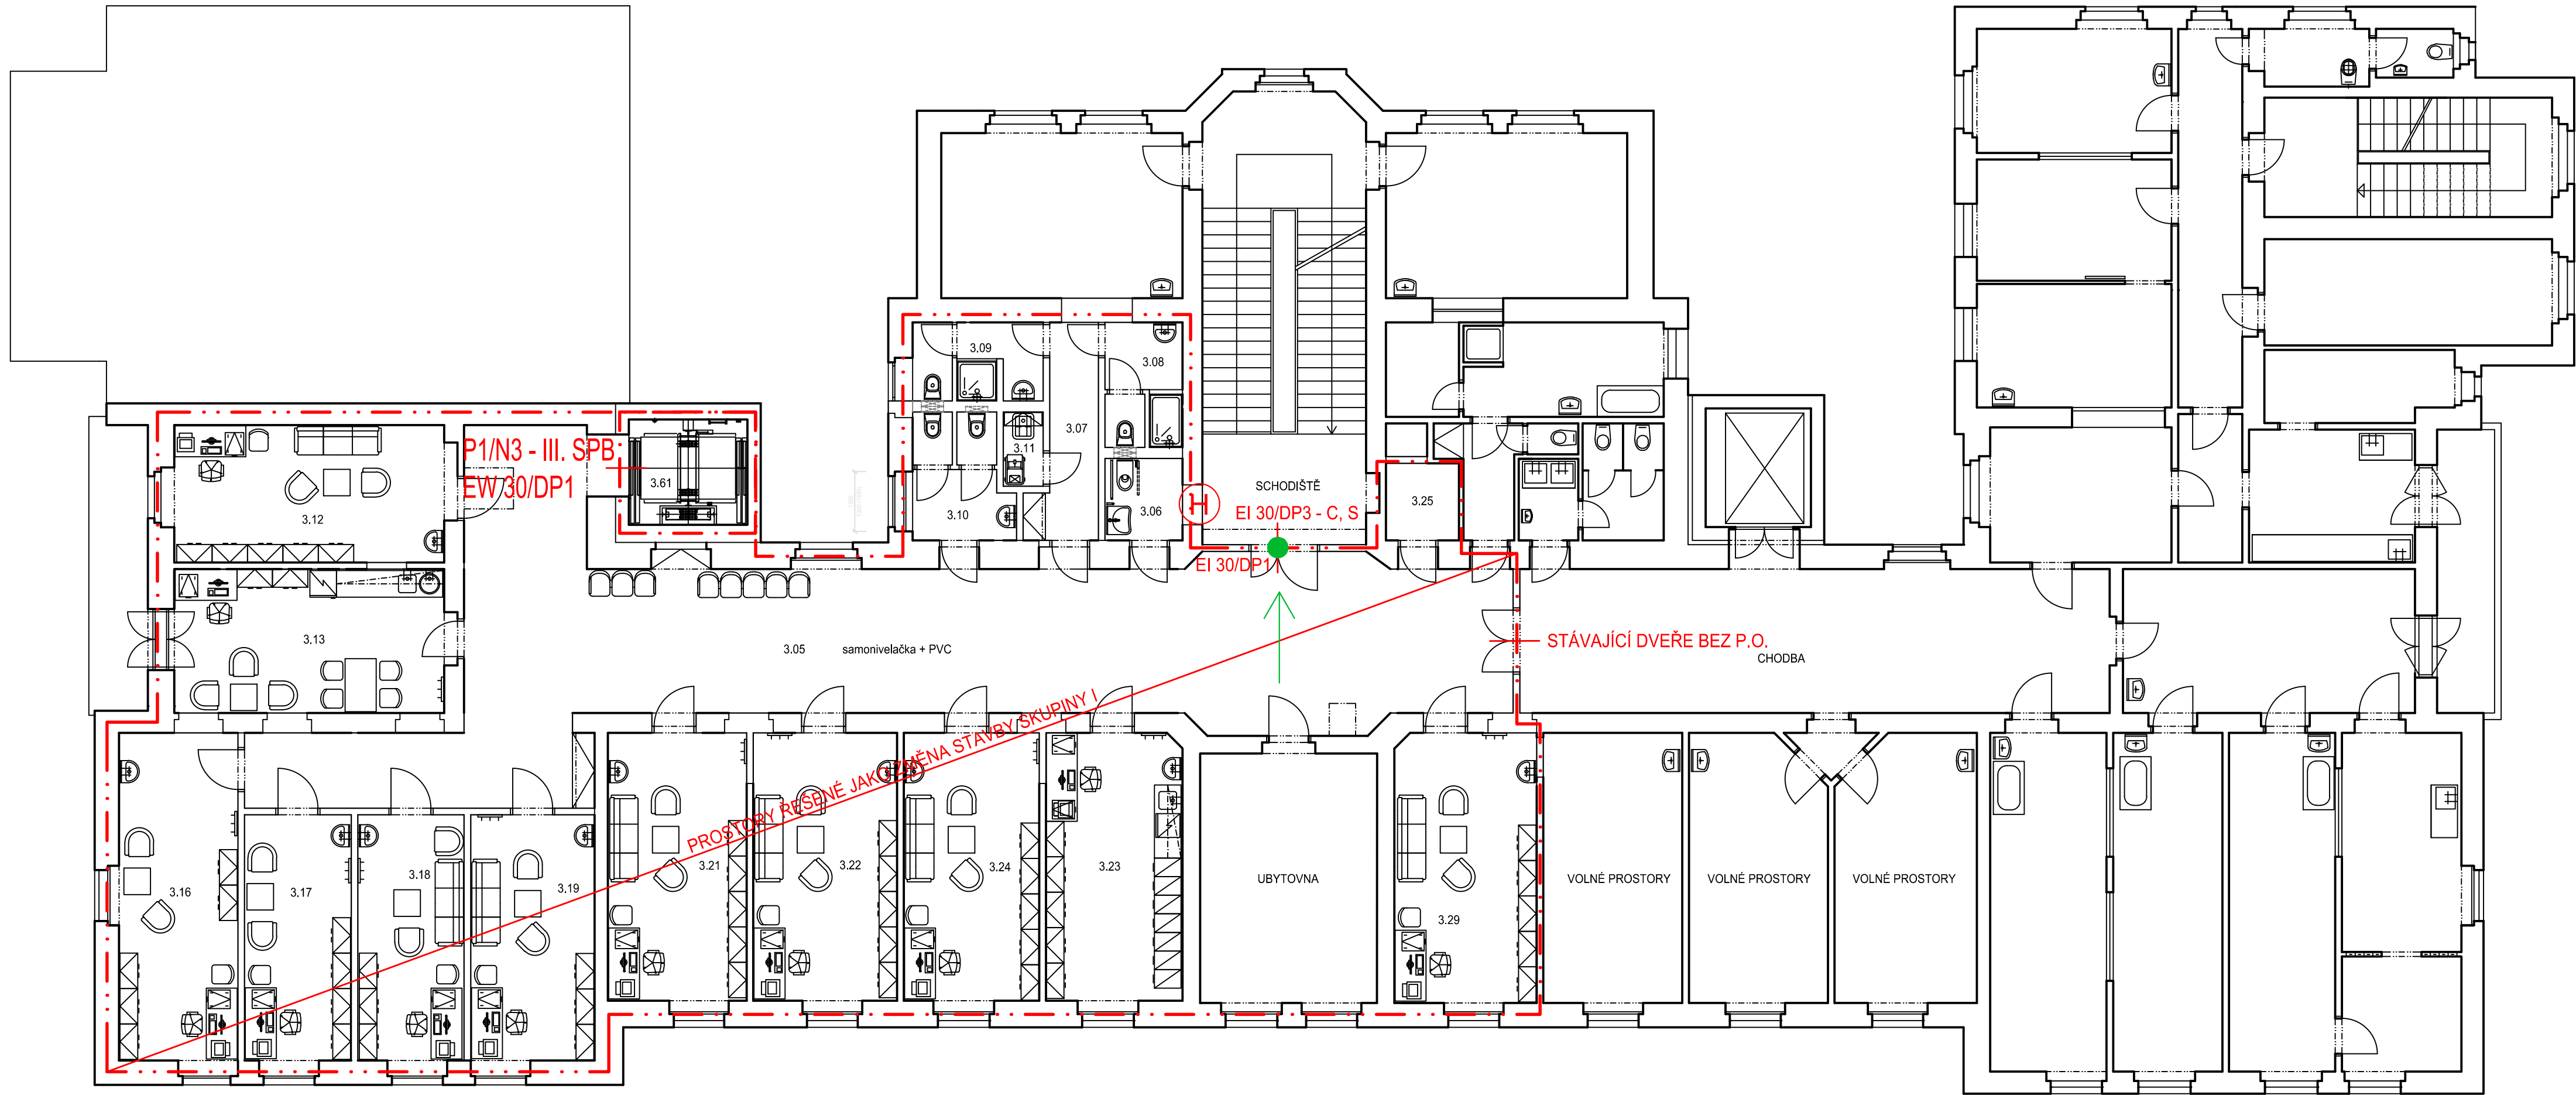 3.09
3.08
3.07
3.11
P1/N3 - III. SPB
EW 30/DP1
3.61
3.12
3.10
3.06
H
SCHODIŠTĚ
EI 30/DP3 - C, S
3.25
EI 30/DP1
3.13
3.05 samonivelačka + PVC
STÁVAJÍCÍ DVEŘE BEZ P.O.
CHODBA
PROSTORY ŘEŠENÉ JAKO ZMĚNA STAVBY SKUPINY I
3.16
3.17
3.18
3.19
3.21
3.22
3.24
3.23
UBYTOVNA
3.29
VOLNÉ PROSTORY
VOLNÉ PROSTORY
VOLNÉ PROSTORY